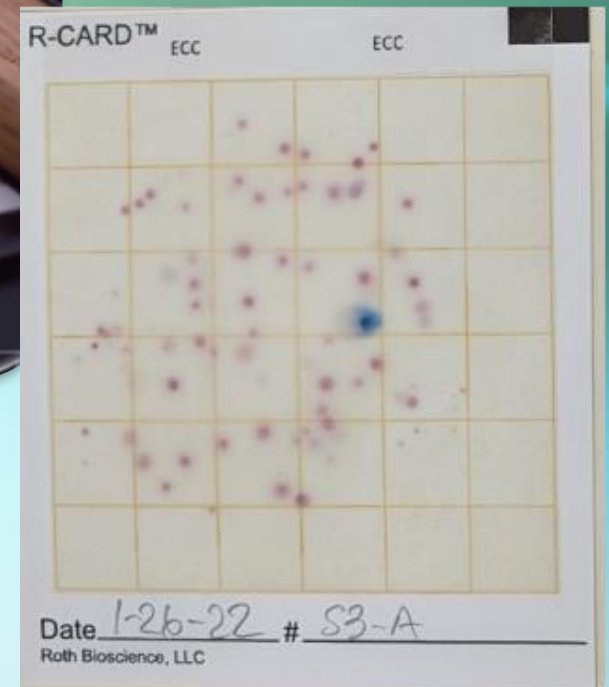 R-CARD™ ECC ECC
Date 1-26-22 # S3-A
Roth Bioscience, LLC